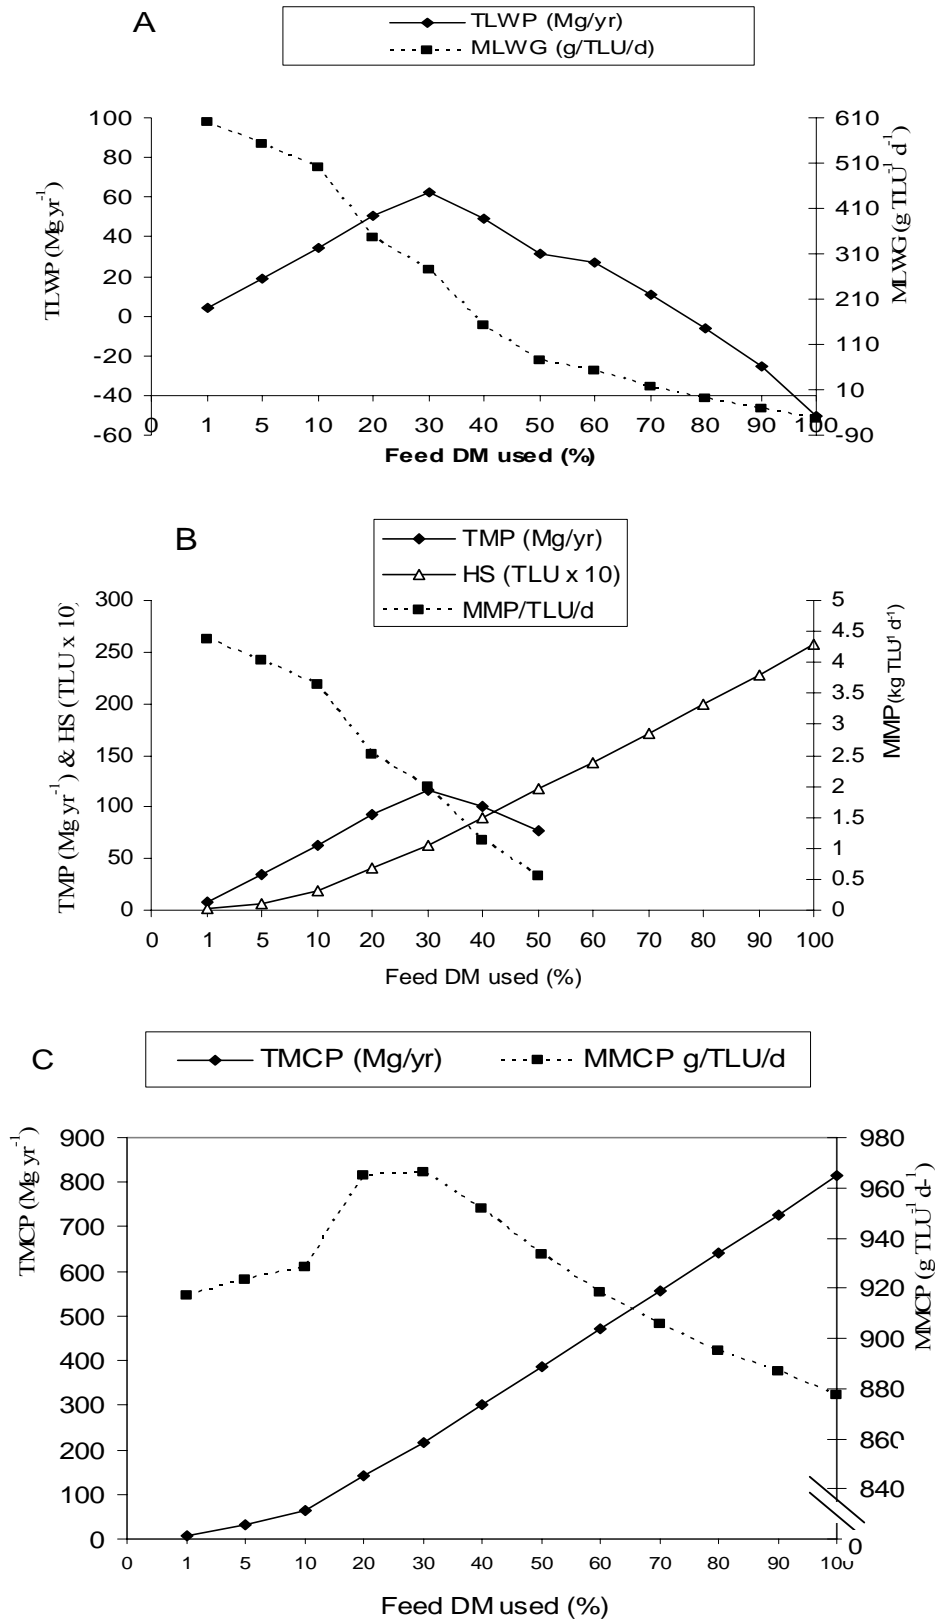 A
TLWP (Mg/yr)
MLWG (g/TLU/d)
100
80
60
40
20
0
-20
-40
-60
TLWP (Mg yr-1)
610
510
410
310
210
110
10
-90
MLWG (g TLU-1 d-1)
0 1 5 10 20 30 40 50 60 70 80 90 100
Feed DM used (%)
B
TMP (Mg/yr)
HS (TLU x 10)
MMP/TLU/d
300
250
200
150
100
50
0
TMP (Mg yr-1) & HS (TLU x 10)
5
4.5
4
3.5
3
2.5
2
1.5
1
0.5
0
MMP (kg TLU1 d-1)
0 1 5 10 20 30 40 50 60 70 80 90 100
Feed DM used (%)
C
TMCP (Mg/yr)
MMCP g/TLU/d
900
800
700
600
500
400
300
200
100
0
TMCP (Mg yr-1)
980
960
940
920
900
880
860
840
0
MMCP (g TLU-1 d-1)
0 1 5 10 20 30 40 50 60 70 80 90 100
Feed DM used (%)